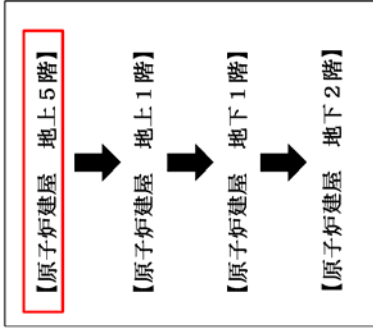 【原子炉建屋　地上5階】
【原子炉建屋　地上1階】
【原子炉建屋　地下1階】
【原子炉建屋　地下2階】